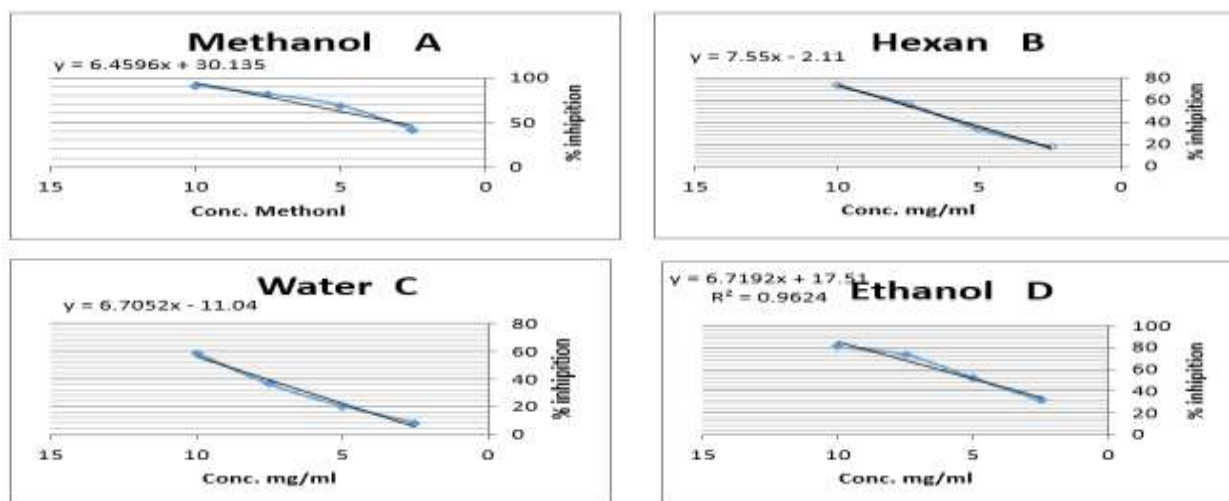 Methanol A
y = 6.4596x + 30.135
100
50
0
% inhipition
15 10 5 0
Conc. Methonl
Hexan B
y = 7.55x - 2.11
80
60
40
20
0
% inhipition
15 10 5 0
Conc. mg/ml
Water C
y = 6.7052x - 11.04
80
60
40
20
0
% inhipition
15 10 5 0
Conc. mg/ml
y = 6.7192x + 17.51
R² = 0.9624
Ethanol D
100
80
60
40
20
0
% inhipition
15 10 5 0
Conc. mg/ml